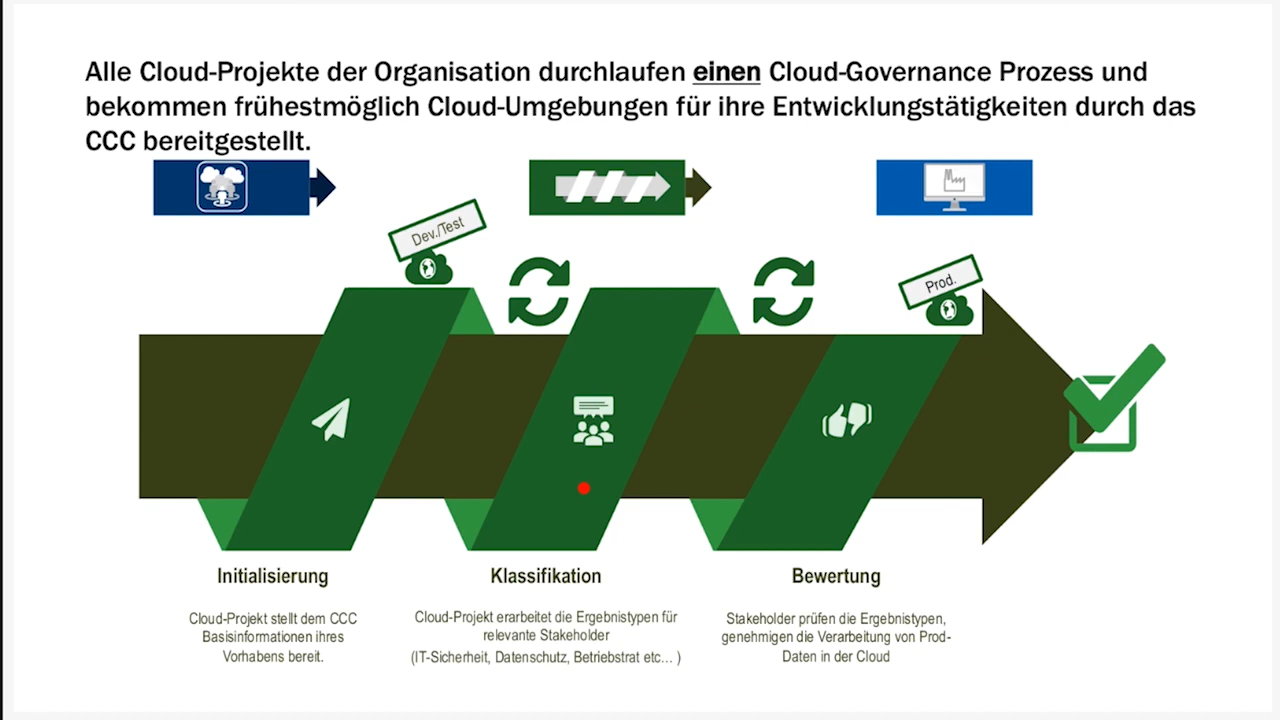 Alle Cloud-Projekte der Organisation durchlaufen einen Cloud-Governance Prozess und
bekommen frühestmöglich Cloud-Umgebungen für ihre Entwicklungstätigkeiten durch das
CCC bereitgestellt.
Dev./Test
Prod.
Initialisierung
Cloud-Projekt stellt dem CCC
Basisinformationen ihres
Vorhabens bereit.
Klassifikation
Cloud-Projekt erarbeitet die Ergebnistypen für
relevante Stakeholder
(IT-Sicherheit, Datenschutz, Betriebstrat etc... )
Bewertung
Stakeholder prüfen die Ergebnistypen,
genehmigen die Verarbeitung von Prod-
Daten in der Cloud